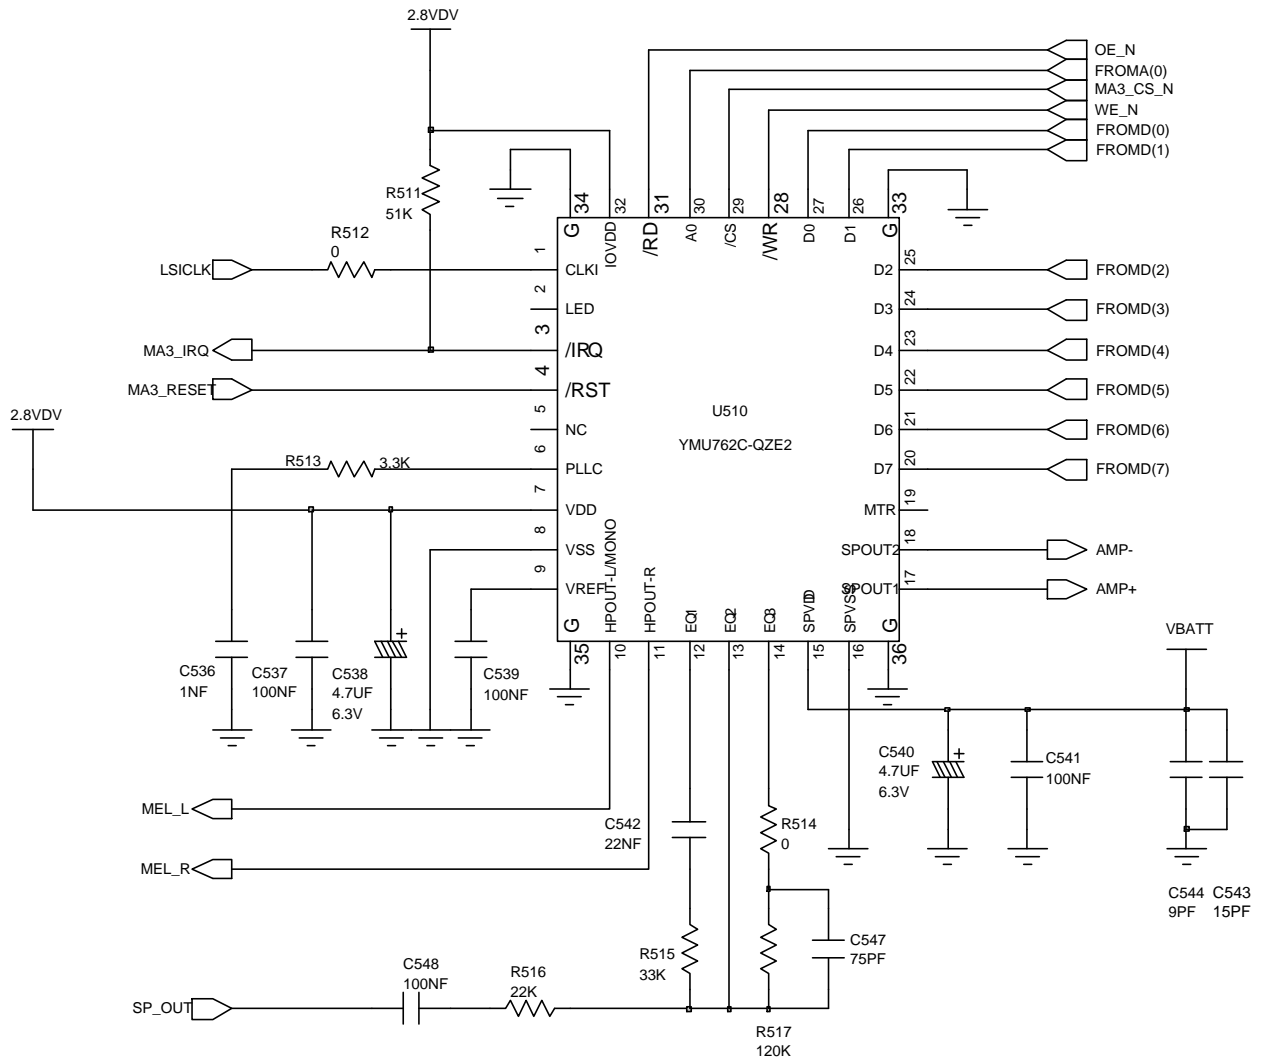 2.8VDV
OE_N
FROMA(0)
MA3_CS_N
WE_N
FROMD(0)
FROMD(1)
R511
51K
34
32
31
30
29
28
27
26
33
G
IOVDD
/RD
A0
/CS
/WR
D0
D1
G
R512
0
LSICLK
1
CLKI
D2
25
FROMD(2)
2
LED
D3
24
FROMD(3)
MA3_IRQ
3
/IRQ
D4
23
FROMD(4)
MA3_RESET
4
/RST
D5
22
FROMD(5)
2.8VDV
5
NC
U510
YMU762C-QZE2
D6
21
FROMD(6)
R513
3.3K
6
PLLC
D7
20
FROMD(7)
7
VDD
MTR
19
8
VSS
SPOUT2
18
AMP-
9
VREF
SPOUT1
17
AMP+
G
HPOUT-L/MONO
HPOUT-R
EQ1
EQ2
EQ3
SPVDD
SPVSS
G
35
10
11
12
13
14
15
16
36
VBATT
C536
1NF
C537
100NF
+
C538
4.7UF
6.3V
C539
100NF
+
C540
4.7UF
6.3V
C541
100NF
C544
9PF
C543
15PF
MEL_L
MEL_R
C542
22NF
R514
0
R515
33K
C547
75PF
C548
100NF
R516
22K
SP_OUT
R517
120K